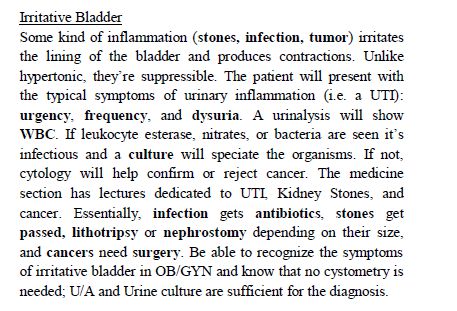 Irritative Bladder
Some kind of inflammation (stones, infection, tumor) irritates
the lining of the bladder and produces contractions. Unlike
hypertonic, they're suppressible. The patient will present with
the typical symptoms of urinary inflammation (i.e. a UTI):
urgency, frequency, and dysuria. A urinalysis will show
WBC. If leukocyte esterase, nitrates, or bacteria are seen it's
infectious and a culture will speciate the organisms. If not,
cytology will help confirm or reject cancer. The medicine
section has lectures dedicated to UTI, Kidney Stones, and
cancer. Essentially, infection gets antibiotics, stones get
passed, lithotripsy or nephrostomy depending on their size,
and cancers need surgery. Be able to recognize the symptoms
of irritative bladder in OB/GYN and know that no cystometry is
needed; U/A and Urine culture are sufficient for the diagnosis.